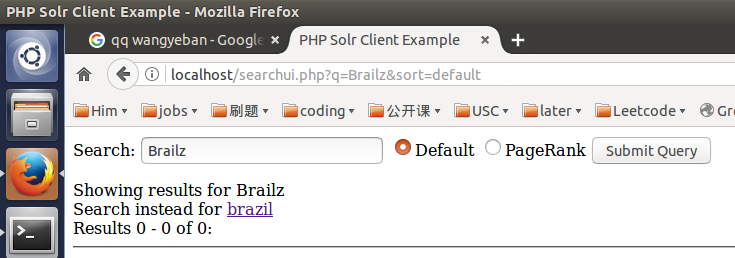 PHP Solr Client Example - Mozilla Firefox
qq wangyeban - Google
PHP Solr Client Example
localhost/searchui.php?q=Brailz&sort=default
Him jobs 刷题 coding 公开课 USC later Leetcode Gr
Search: Brailz Default PageRank Submit Query
Showing results for Brailz
Search instead for brazil
Results 0 - 0 of 0: